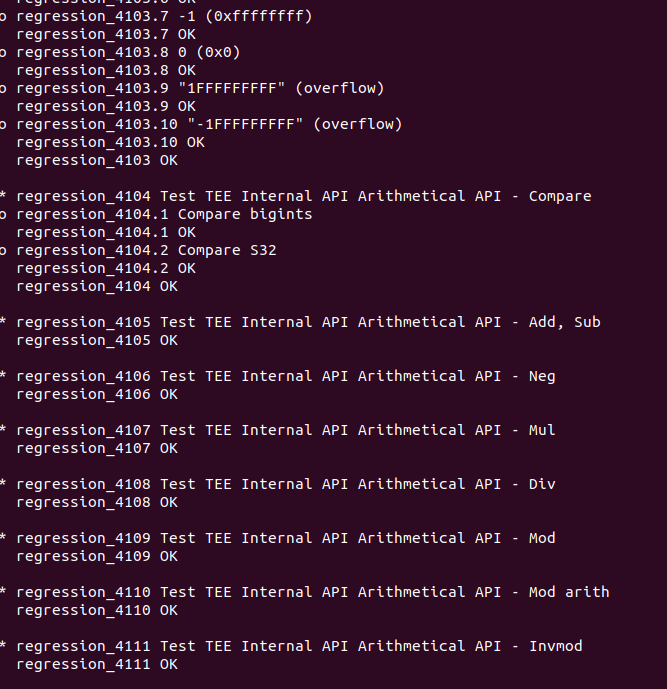 regression_4103.6 OK
o regression_4103.7 -1 (0xffffffff)
regression_4103.7 OK
o regression_4103.8 0 (0x0)
regression_4103.8 OK
o regression_4103.9 "1FFFFFFFFF" (overflow)
regression_4103.9 OK
o regression_4103.10 "-1FFFFFFFFF" (overflow)
regression_4103.10 OK
regression_4103 OK
* regression_4104 Test TEE Internal API Arithmetical API - Compare
o regression_4104.1 Compare bigints
regression_4104.1 OK
o regression_4104.2 Compare S32
regression_4104.2 OK
regression_4104 OK
* regression_4105 Test TEE Internal API Arithmetical API - Add, Sub
regression_4105 OK
* regression_4106 Test TEE Internal API Arithmetical API - Neg
regression_4106 OK
* regression_4107 Test TEE Internal API Arithmetical API - Mul
regression_4107 OK
* regression_4108 Test TEE Internal API Arithmetical API - Div
regression_4108 OK
* regression_4109 Test TEE Internal API Arithmetical API - Mod
regression_4109 OK
* regression_4110 Test TEE Internal API Arithmetical API - Mod arith
regression_4110 OK
* regression_4111 Test TEE Internal API Arithmetical API - Invmod
regression_4111 OK